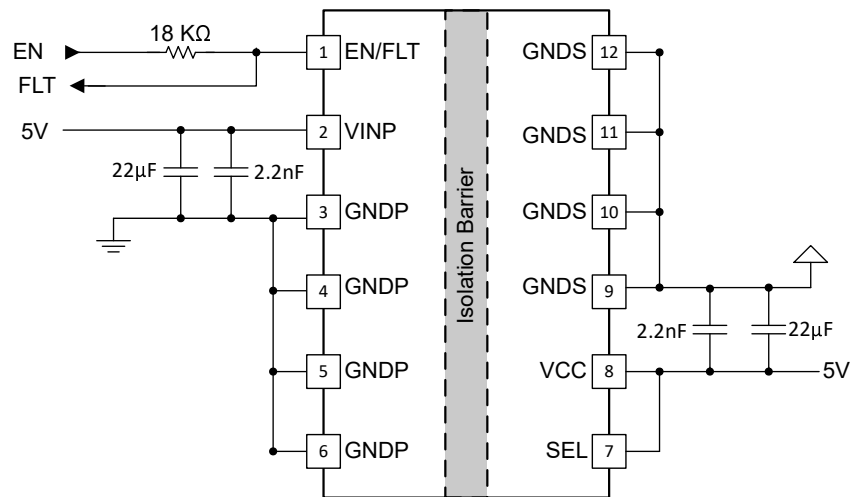 18 KΩ
EN
1
EN/FLT
GNDS
12
FLT
5V
2
VINP
GNDS
11
22µF
2.2nF
3
GNDP
GNDS
10
Isolation Barrier
4
GNDP
GNDS
9
2.2nF
22µF
5
GNDP
VCC
8
5V
6
GNDP
SEL
7